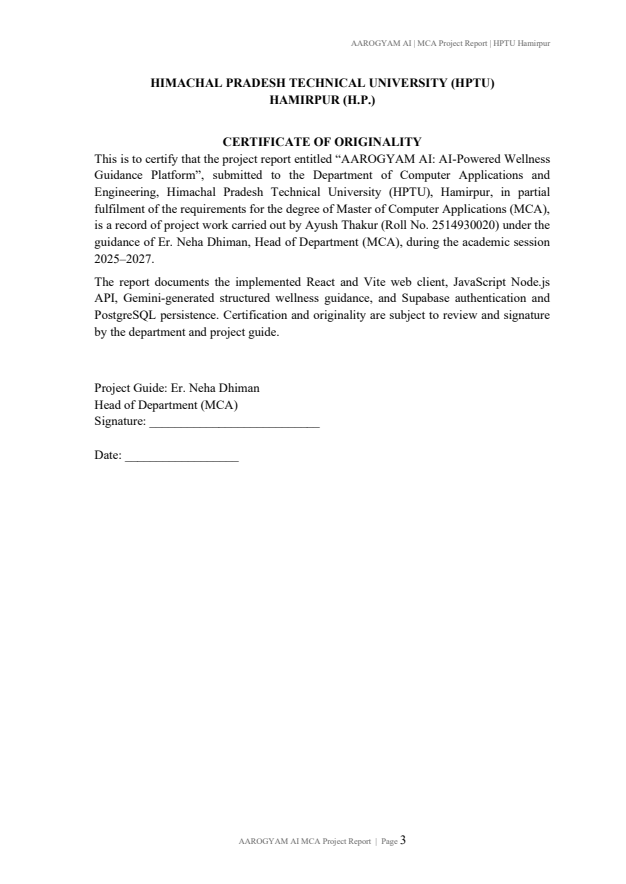 AAROGYAM AI | MCA Project Report | HPTU Hamirpur
HIMACHAL PRADESH TECHNICAL UNIVERSITY (HPTU)
HAMIRPUR (H.P.)
CERTIFICATE OF ORIGINALITY
This is to certify that the project report entitled “AAROGYAM AI: AI-Powered Wellness
Guidance Platform”, submitted to the Department of Computer Applications and
Engineering, Himachal Pradesh Technical University (HPTU), Hamirpur, in partial
fulfilment of the requirements for the degree of Master of Computer Applications (MCA),
is a record of project work carried out by Ayush Thakur (Roll No. 2514930020) under the
guidance of Er. Neha Dhiman, Head of Department (MCA), during the academic session
2025–2027.
The report documents the implemented React and Vite web client, JavaScript Node.js
API, Gemini-generated structured wellness guidance, and Supabase authentication and
PostgreSQL persistence. Certification and originality are subject to review and signature
by the department and project guide.
Project Guide: Er. Neha Dhiman
Head of Department (MCA)
Signature: ___________________________
Date: __________________
AAROGYAM AI MCA Project Report | Page 3